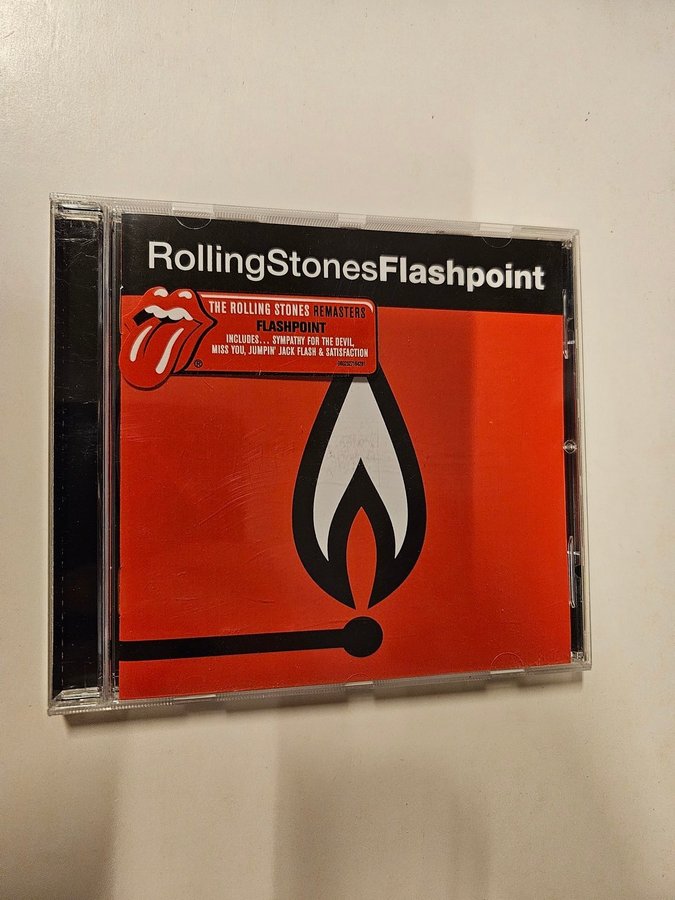 RollingStonesFlashpoint
THE ROLLING STONES REMASTERS
FLASHPOINT
INCLUDES... SYMPATHY FOR THE DEVIL,
MISS YOU, JUMPIN' JACK FLASH & SATISFACTION
®